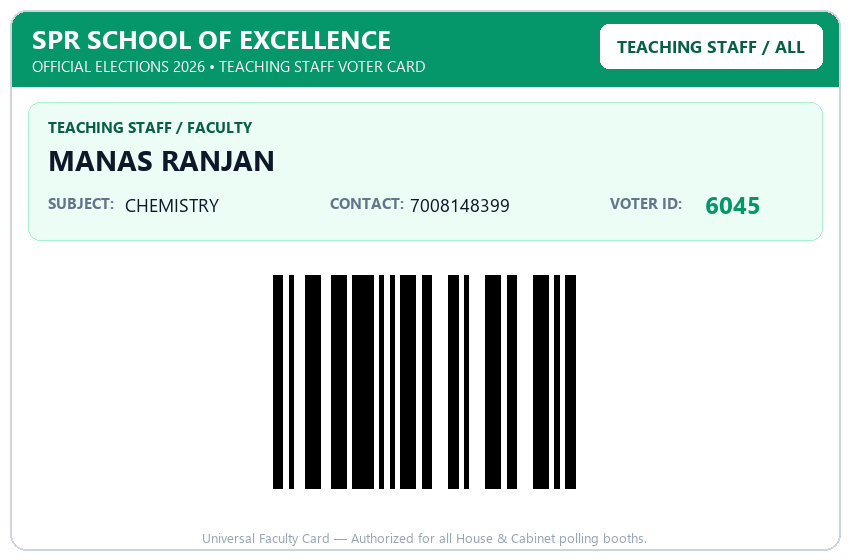 SPR SCHOOL OF EXCELLENCE
OFFICIAL ELECTIONS 2026 • TEACHING STAFF VOTER CARD
TEACHING STAFF / ALL
TEACHING STAFF / FACULTY
MANAS RANJAN
SUBJECT: CHEMISTRY CONTACT: 7008148399 VOTER ID: 6045
Universal Faculty Card — Authorized for all House & Cabinet polling booths.